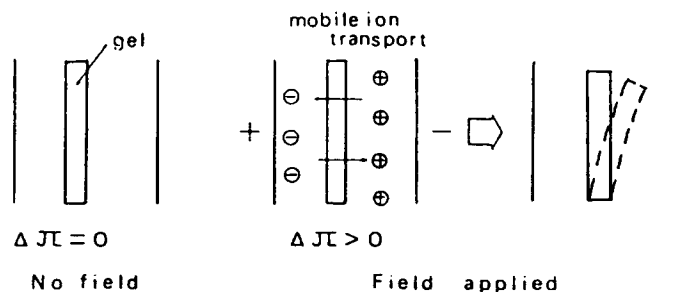 gel
mobile ion
transport
+
⊖
⊖
⊖
⊕
⊕
⊕
⊕
−
Δπ = 0
Δπ > 0
No field
Field applied